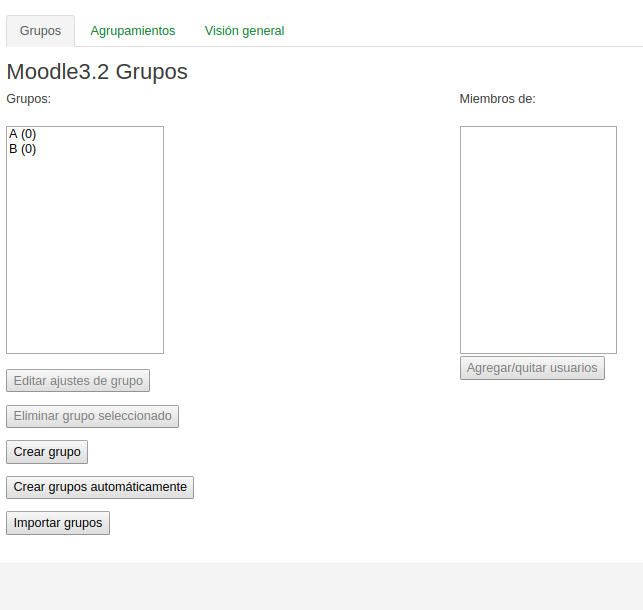 Grupos Agrupamientos Visión general
Moodle3.2 Grupos
Grupos: Miembros de:
A (0)
B (0)
Agregar/quitar usuarios
Editar ajustes de grupo
Eliminar grupo seleccionado
Crear grupo
Crear grupos automáticamente
Importar grupos